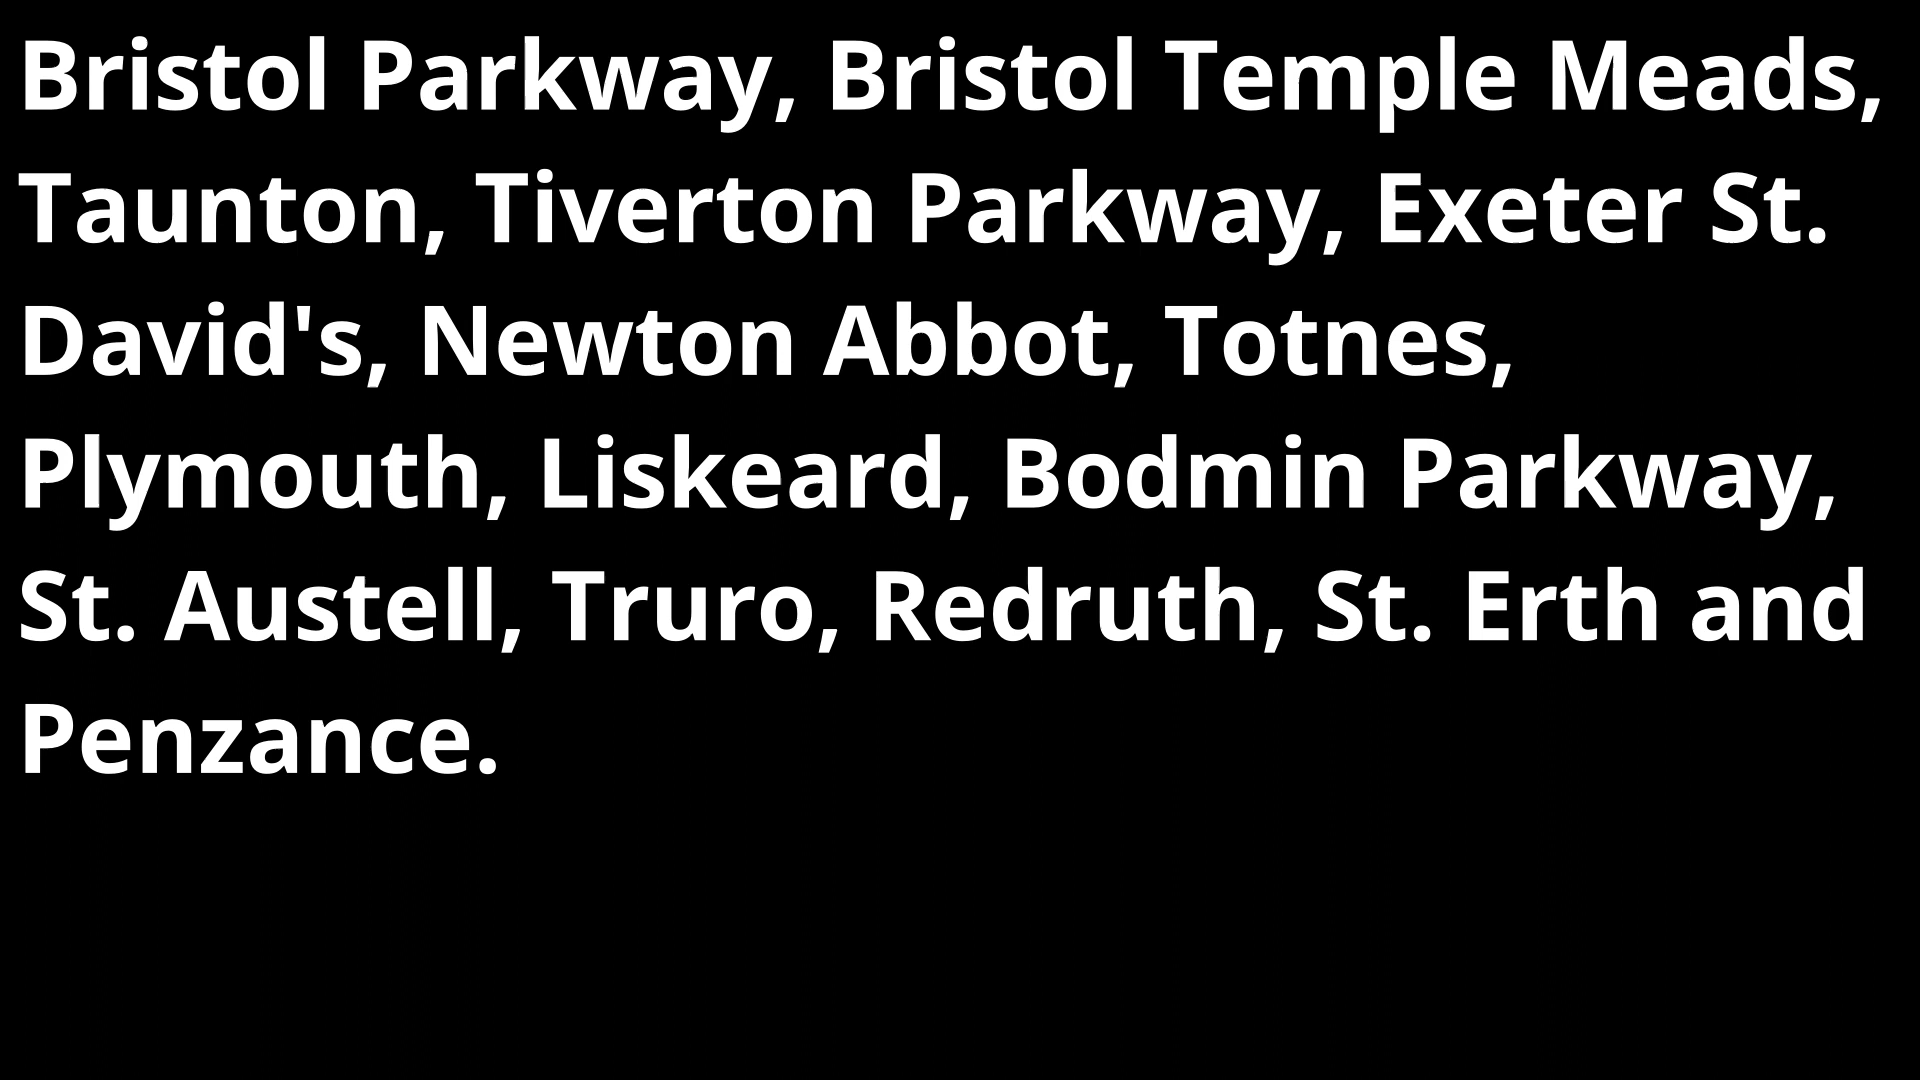 Bristol Parkway, Bristol Temple Meads,
Taunton, Tiverton Parkway, Exeter St.
David's, Newton Abbot, Totnes,
Plymouth, Liskeard, Bodmin Parkway,
St. Austell, Truro, Redruth, St. Erth and
Penzance.